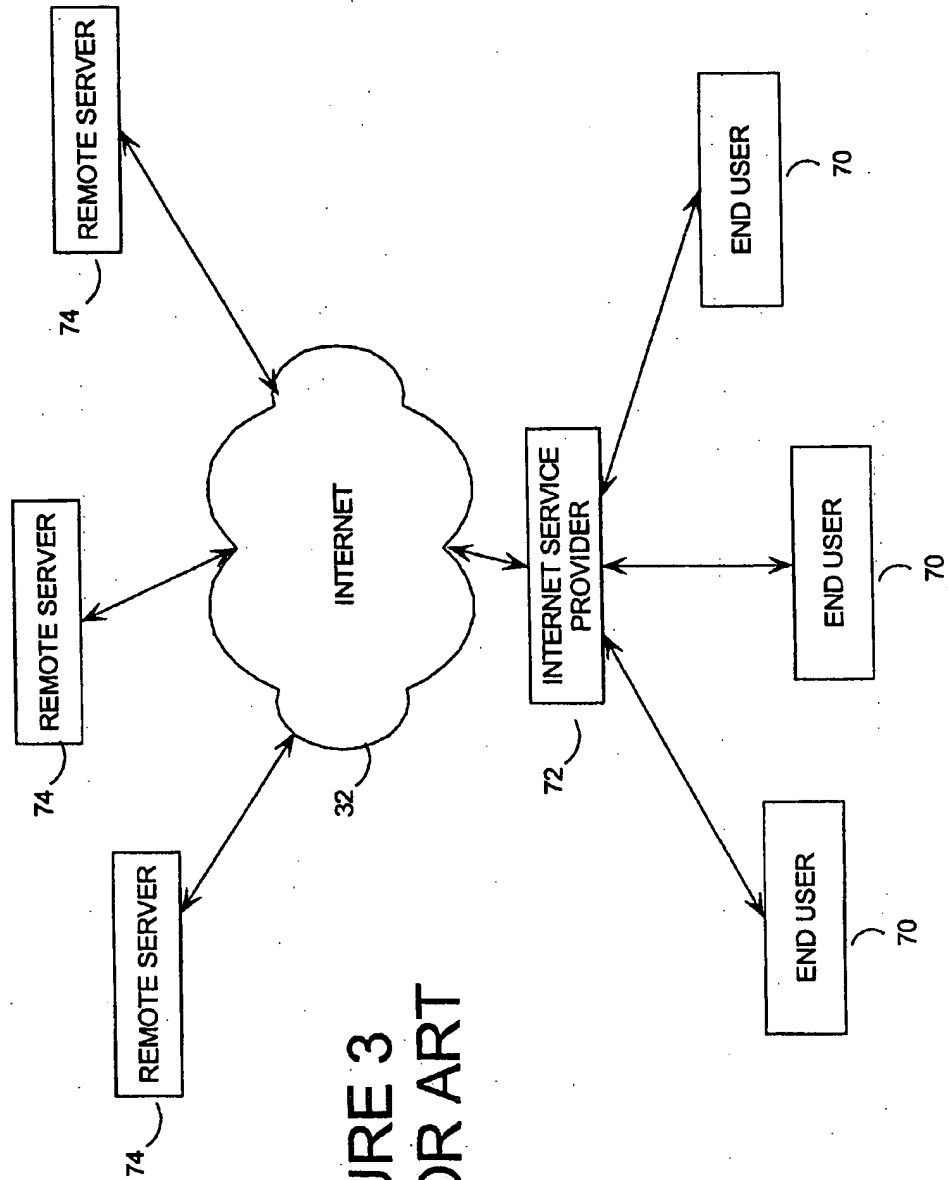 REMOTE SERVER
74
REMOTE SERVER
74
REMOTE SERVER
74
INTERNET
32
URE 3
OR ART
INTERNET SERVICE
PROVIDER
72
END USER
70
END USER
70
END USER
70